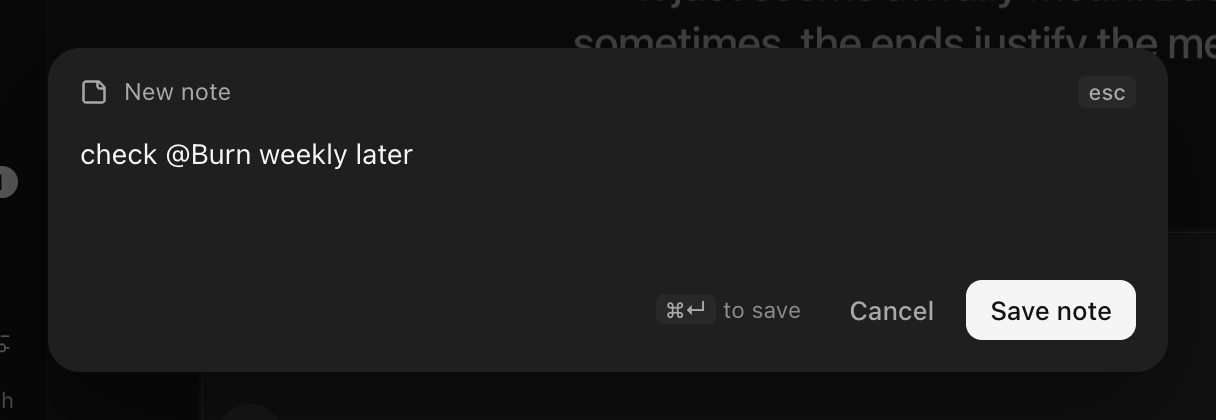 sometimes, the ends justify the me
New note
esc
check @Burn weekly later
⌘↵ to save
Cancel
Save note
h